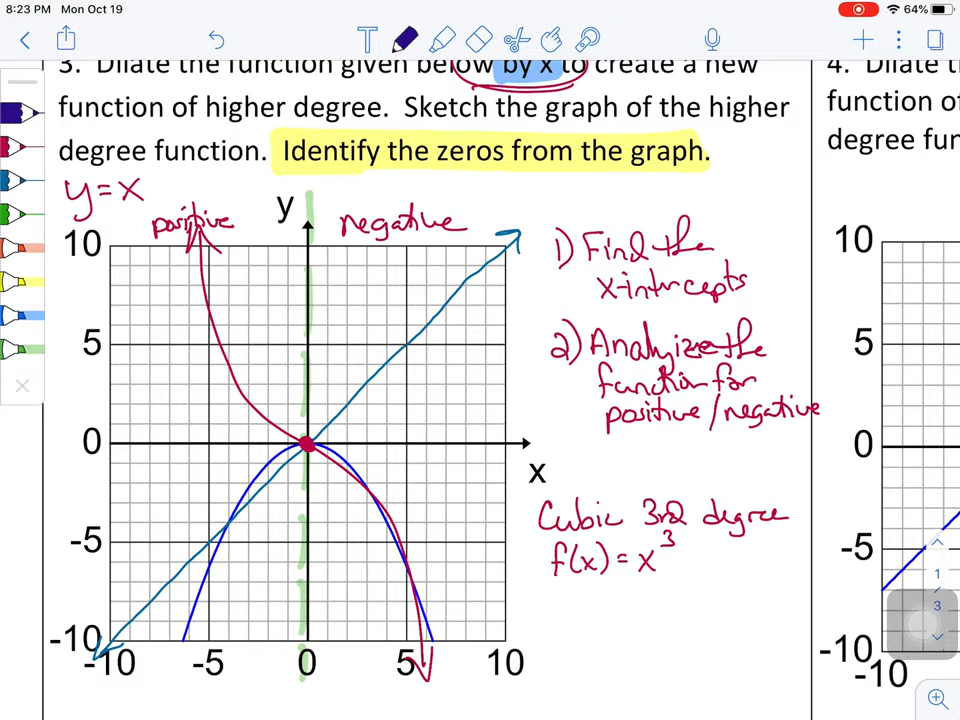 8:23 PM Mon Oct 19
64%
T
3. Dilate the function given below by x to create a new
function of higher degree. Sketch the graph of the higher
degree function. Identify the zeros from the graph.
4. Dilate t
function of
degree fun
y=x
positive
y
negative
10
5
0
-5
-10
-10
-5
0
5
10
x
1) Find the
x-intercepts
2) Analyize the
function for
positive/negative
Cubic 3rd degree
f(x) = x³
10
5
0
-5
-10
-10
1
3